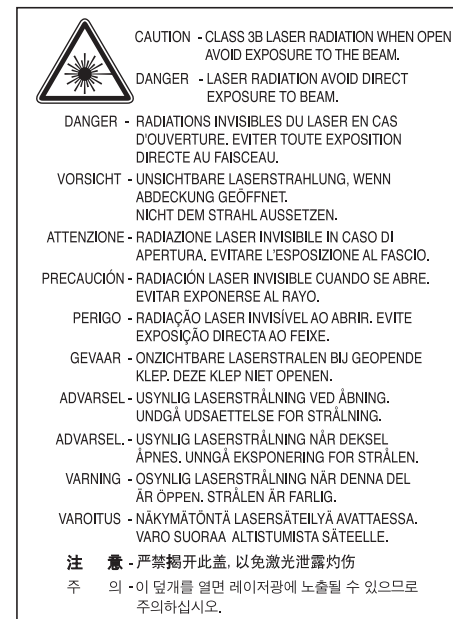 CAUTION - CLASS 3B LASER RADIATION WHEN OPEN
AVOID EXPOSURE TO THE BEAM.
DANGER - LASER RADIATION AVOID DIRECT
EXPOSURE TO BEAM.
DANGER - RADIATIONS INVISIBLES DU LASER EN CAS
D'OUVERTURE. EVITER TOUTE EXPOSITION
DIRECTE AU FAISCEAU.
VORSICHT - UNSICHTBARE LASERSTRAHLUNG, WENN
ABDECKUNG GEÖFFNET.
NICHT DEM STRAHL AUSSETZEN.
ATTENZIONE - RADIAZIONE LASER INVISIBILE IN CASO DI
APERTURA. EVITARE L'ESPOSIZIONE AL FASCIO.
PRECAUCIÓN - RADIACIÓN LASER INVISIBLE CUANDO SE ABRE.
EVITAR EXPONERSE AL RAYO.
PERIGO - RADIAÇÃO LASER INVISÍVEL AO ABRIR. EVITE
EXPOSIÇÃO DIRECTA AO FEIXE.
GEVAAR - ONZICHTBARE LASERSTRALEN BIJ GEOPENDE
KLEP. DEZE KLEP NIET OPENEN.
ADVARSEL - USYNLIG LASERSTRÅLNING VED ÅBNING.
UNDGÅ UDSAETTELSE FOR STRÅLNING.
ADVARSEL. - USYNLIG LASERSTRÅLNING NÅR DEKSEL
ÅPNES. UNNGÅ EKSPONERING FOR STRÅLEN.
VARNING - OSYNLIG LASERSTRÅLNING NÄR DENNA DEL
ÄR ÖPPEN. STRÅLEN ÄR FARLIG.
VAROITUS - NÄKYMÄTÖNTÄ LASERSÄTEILYÄ AVATTAESSA.
VARO SUORAA ALTISTUMISTA SÄTEELLE.
注 意 - 严禁揭开此盖, 以免激光泄露灼伤
주 의 - 이 덮개를 열면 레이저광에 노출될 수 있으므로
주의하십시오.